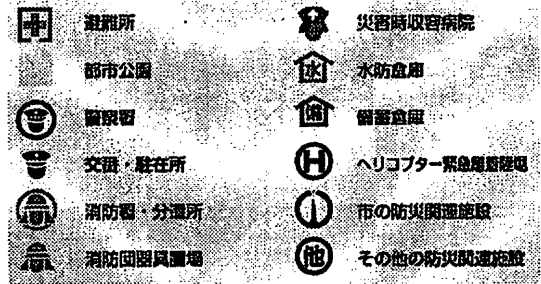 避難所
都市公園
警察署
交番・駐在所
消防署・分遣所
消防団器具置場
災害時収容病院
水
水防倉庫
備
備蓄倉庫
H
ヘリコプター緊急離着陸場
市の防災関連施設
他
その他の防災関連施設